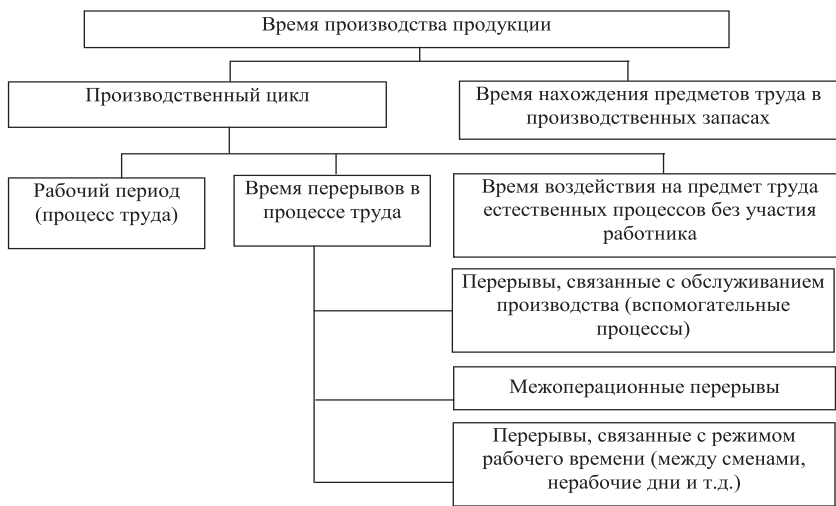 Время производства продукции
Производственный цикл
Время нахождения предметов труда в
производственных запасах
Рабочий период
(процесс труда)
Время перерывов в
процессе труда
Время воздействия на предмет труда
естественных процессов без участия
работника
Перерывы, связанные с обслуживанием
производства (вспомогательные
процессы)
Межоперационные перерывы
Перерывы, связанные с режимом
рабочего времени (между сменами,
нерабочие дни и т.д.)